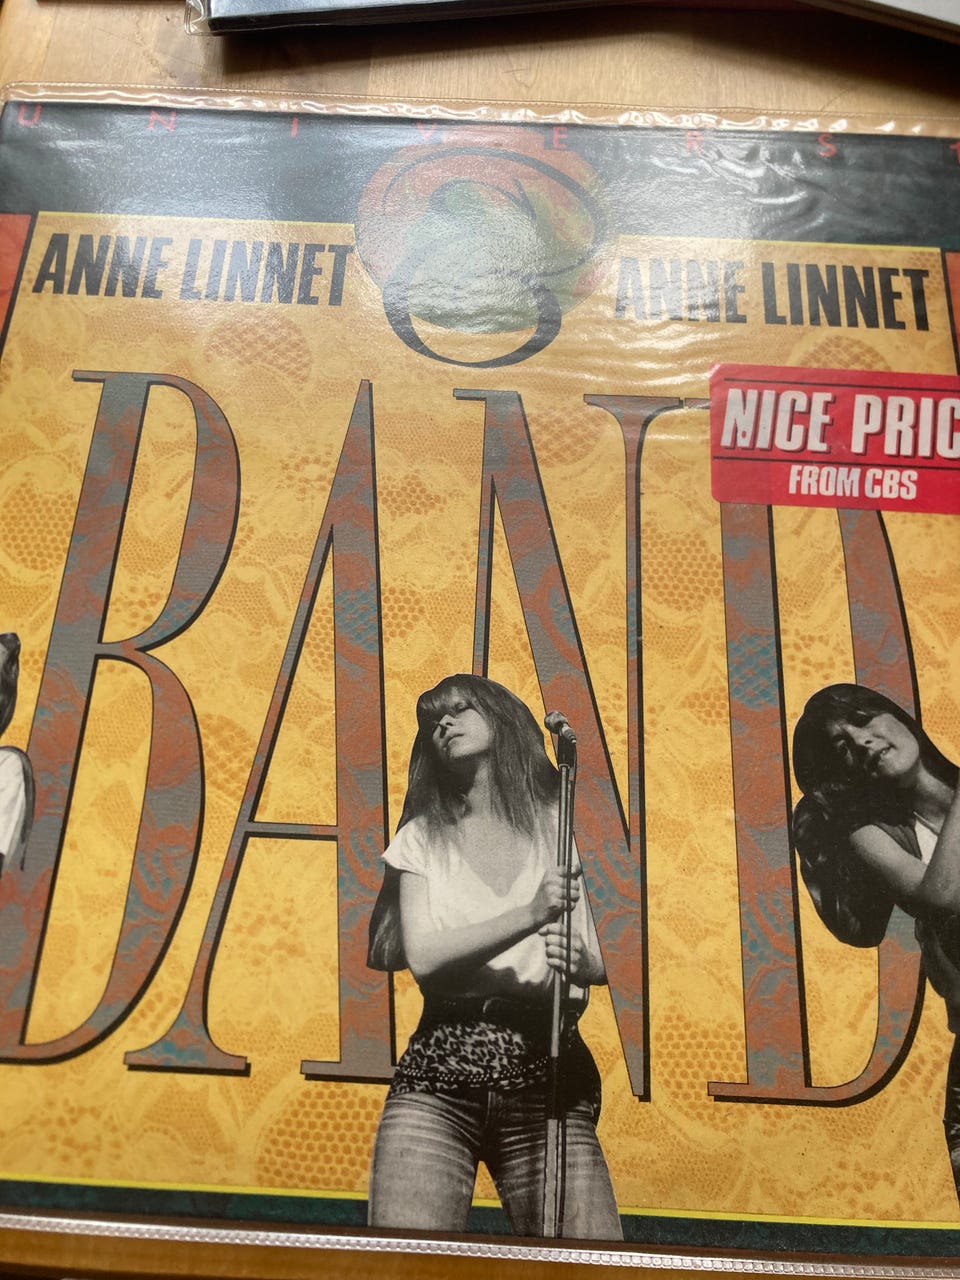 U N I V E R S
ANNE LINNET & ANNE LINNET
BAND
NICE PRIC
FROM CBS